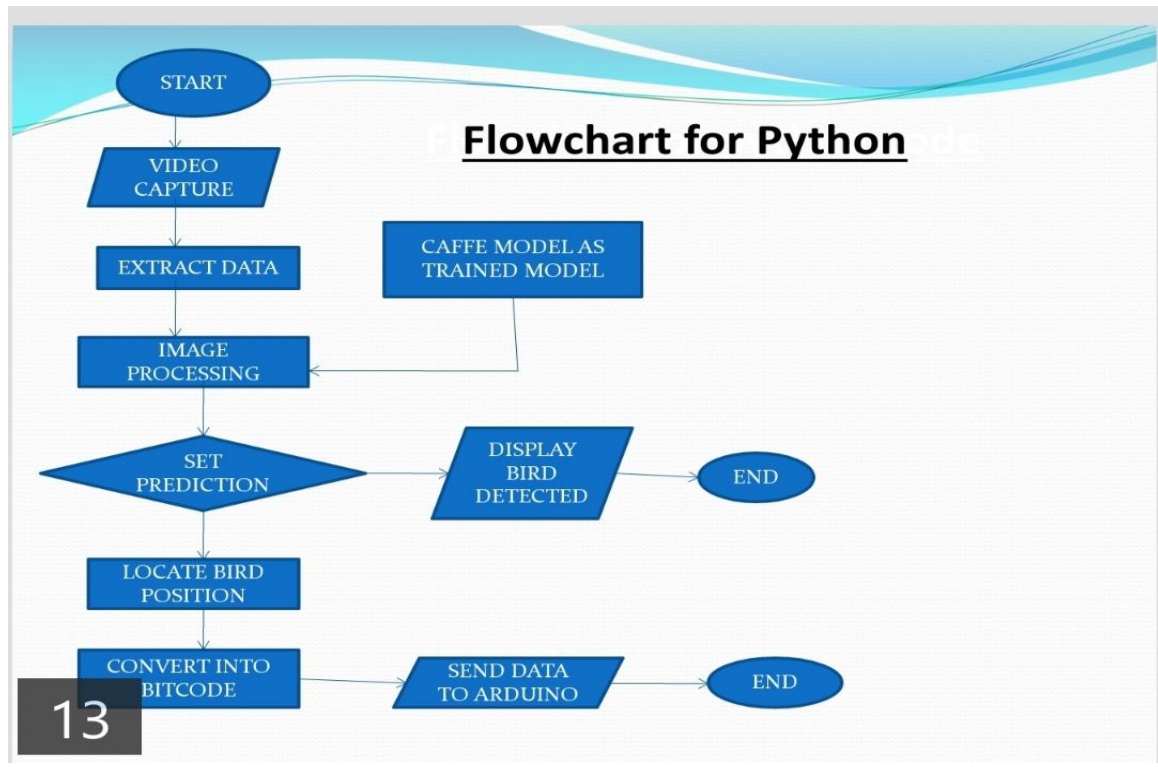 START
Flowchart for Python
VIDEO
CAPTURE
EXTRACT DATA
CAFFE MODEL AS
TRAINED MODEL
IMAGE
PROCESSING
SET
PREDICTION
DISPLAY
BIRD
DETECTED
END
LOCATE BIRD
POSITION
CONVERT INTO
BITCODE
SEND DATA
TO ARDUINO
END
13